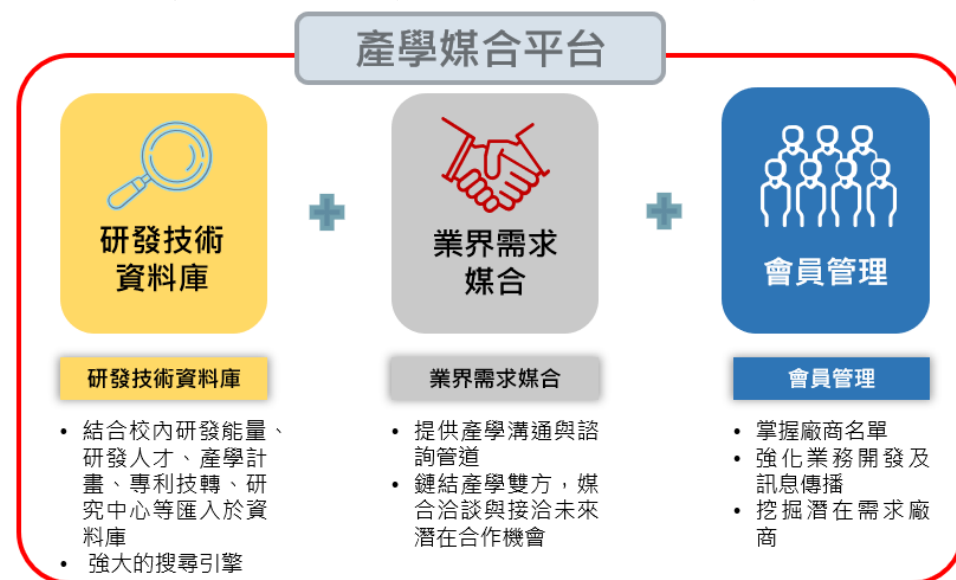 產學媒合平台
研發技術
資料庫
業界需求
媒合
會員管理
研發技術資料庫
• 結合校內研發能量、
研發人才、產學計
畫、專利技轉、研
究中心等匯入於資
料庫
• 強大的搜尋引擎
業界需求媒合
• 提供產學溝通與諮
詢管道
• 鏈結產學雙方，媒
合洽談與接洽未來
潛在合作機會
會員管理
• 掌握廠商名單
• 強化業務開發及
訊息傳播
• 挖掘潛在需求廠
商